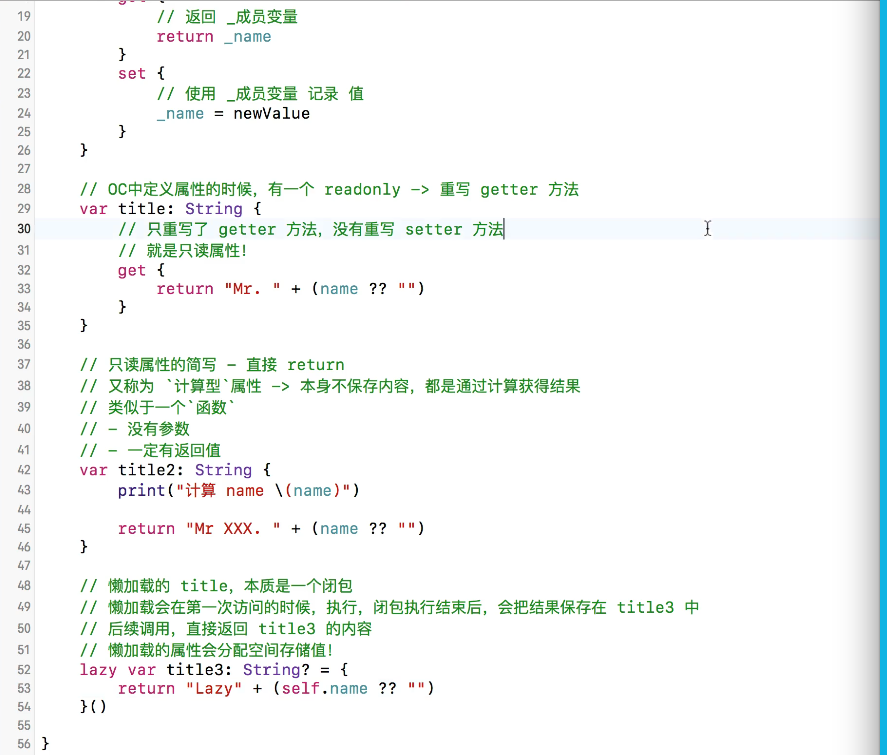 19 // 返回 _成员变量
20 return _name
21 }
22 set {
23 // 使用 _成员变量 记录 值
24 _name = newValue
25 }
26 }
27
28 // OC中定义属性的时候，有一个 readonly -> 重写 getter 方法
29 var title: String {
30 // 只重写了 getter 方法，没有重写 setter 方法
31 // 就是只读属性！
32 get {
33 return "Mr. " + (name ?? "")
34 }
35 }
36
37 // 只读属性的简写 - 直接 return
38 // 又称为 `计算型`属性 -> 本身不保存内容，都是通过计算获得结果
39 // 类似于一个`函数`
40 // - 没有参数
41 // - 一定有返回值
42 var title2: String {
43 print("计算 name \(name)")
44
45 return "Mr XXX. " + (name ?? "")
46 }
47
48 // 懒加载的 title，本质是一个闭包
49 // 懒加载会在第一次访问的时候，执行，闭包执行结束后，会把结果保存在 title3 中
50 // 后续调用，直接返回 title3 的内容
51 // 懒加载的属性会分配空间存储值！
52 lazy var title3: String? = {
53 return "Lazy" + (self.name ?? "")
54 }()
55
56 }